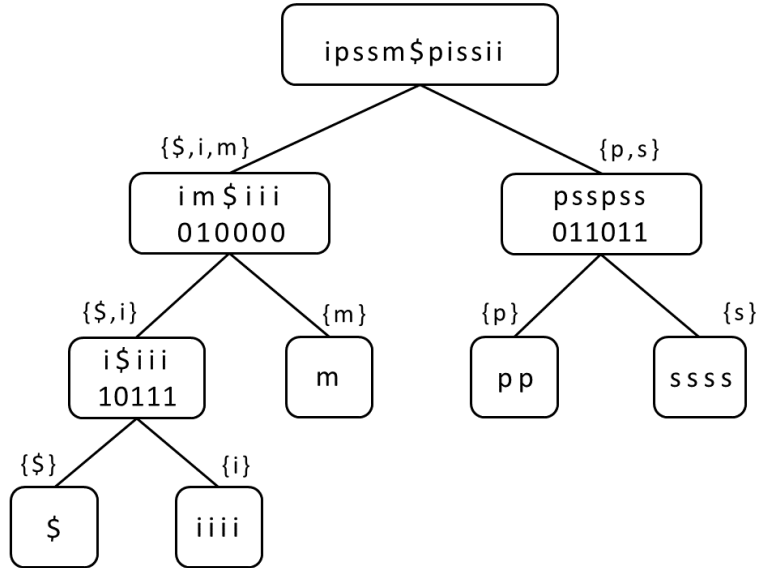 ipssm$pissii
{$,i,m}
{p,s}
im$iii
010000
psspss
011011
{$,i}
{m}
{p}
{s}
i$iii
10111
m
pp
ssss
{$}
{i}
$
iiii